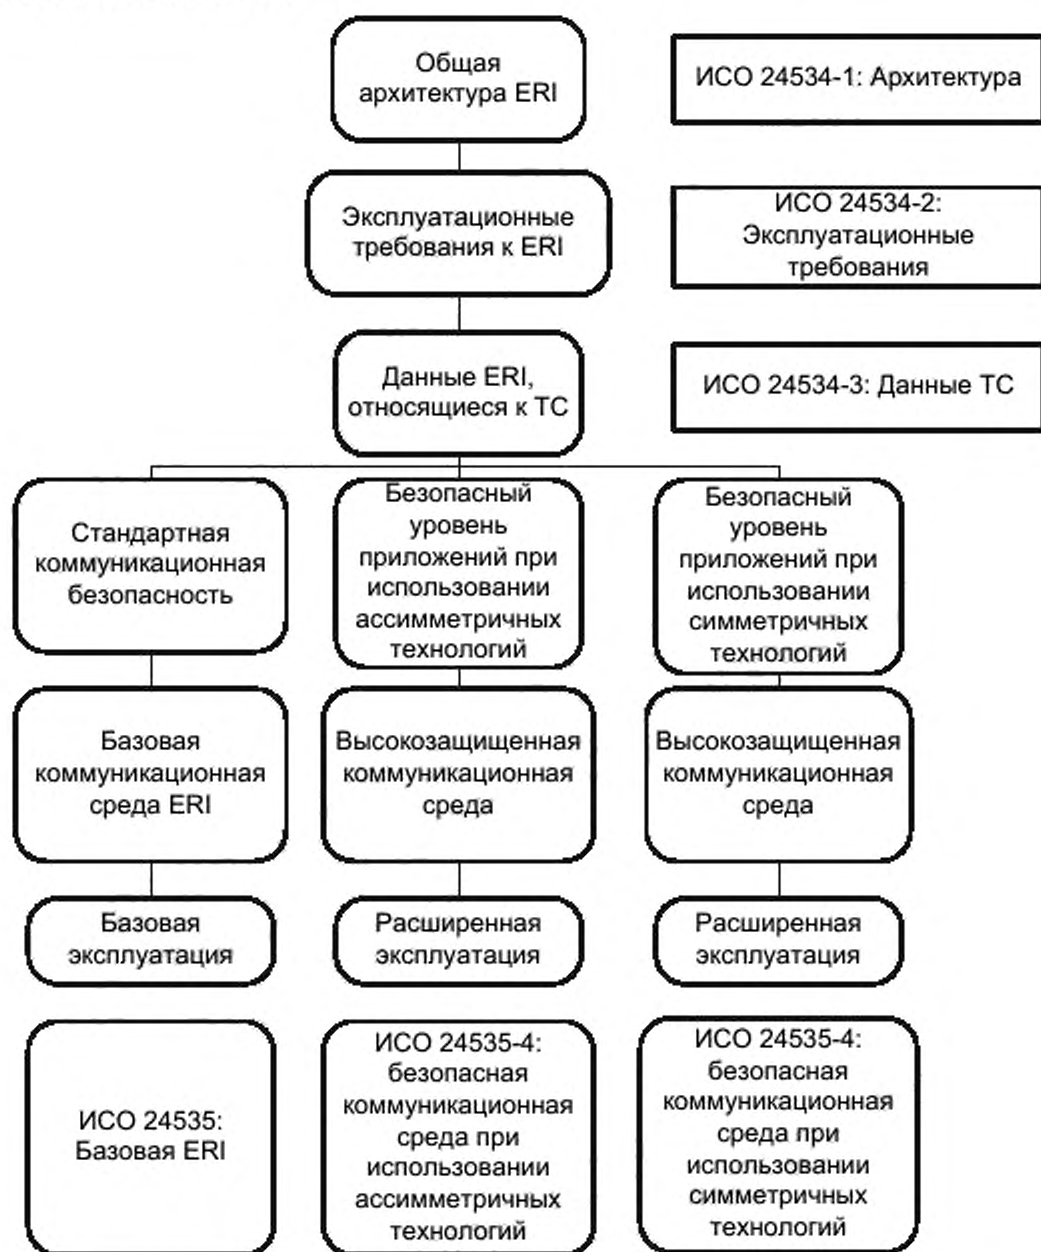 Общая
архитектура ERI
ИСО 24534-1: Архитектура
Эксплуатационные
требования к ERI
ИСО 24534-2:
Эксплуатационные
требования
Данные ERI,
относящиеся к ТС
ИСО 24534-3: Данные ТС
Стандартная
коммуникационная
безопасность
Безопасный
уровень
приложений при
использовании
ассимметричных
технологий
Безопасный
уровень
приложений при
использовании
симметричных
технологий
Базовая
коммуникационная
среда ERI
Высокозащищенная
коммуникационная
среда
Высокозащищенная
коммуникационная
среда
Базовая
эксплуатация
Расширенная
эксплуатация
Расширенная
эксплуатация
ИСО 24535:
Базовая ERI
ИСО 24535-4:
безопасная
коммуникационная
среда при
использовании
ассимметричных
технологий
ИСО 24535-4:
безопасная
коммуникационная
среда при
использовании
симметричных
технологий